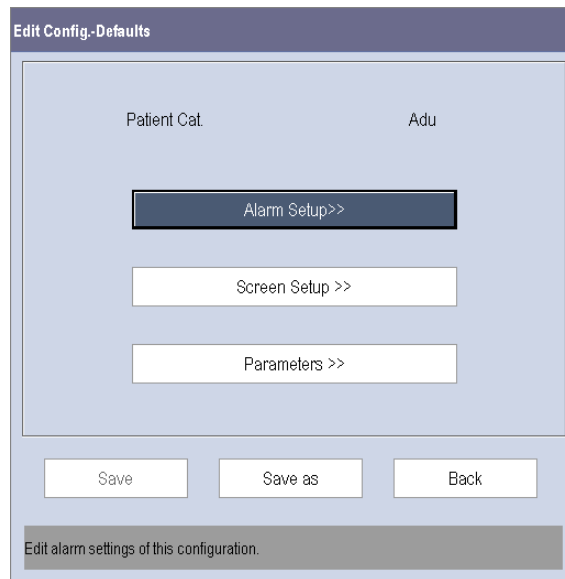 Edit Config.-Defaults
Patient Cat. Adu
Alarm Setup>>
Screen Setup >>
Parameters >>
Save Save as Back
Edit alarm settings of this configuration.